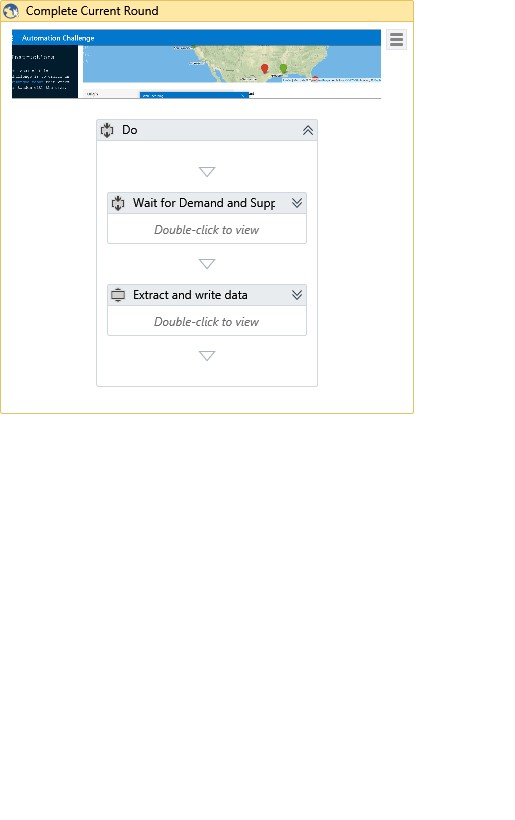 Complete Current Round
Automation Challenge
Do
Wait for Demand and Supp
Double-click to view
Extract and write data
Double-click to view